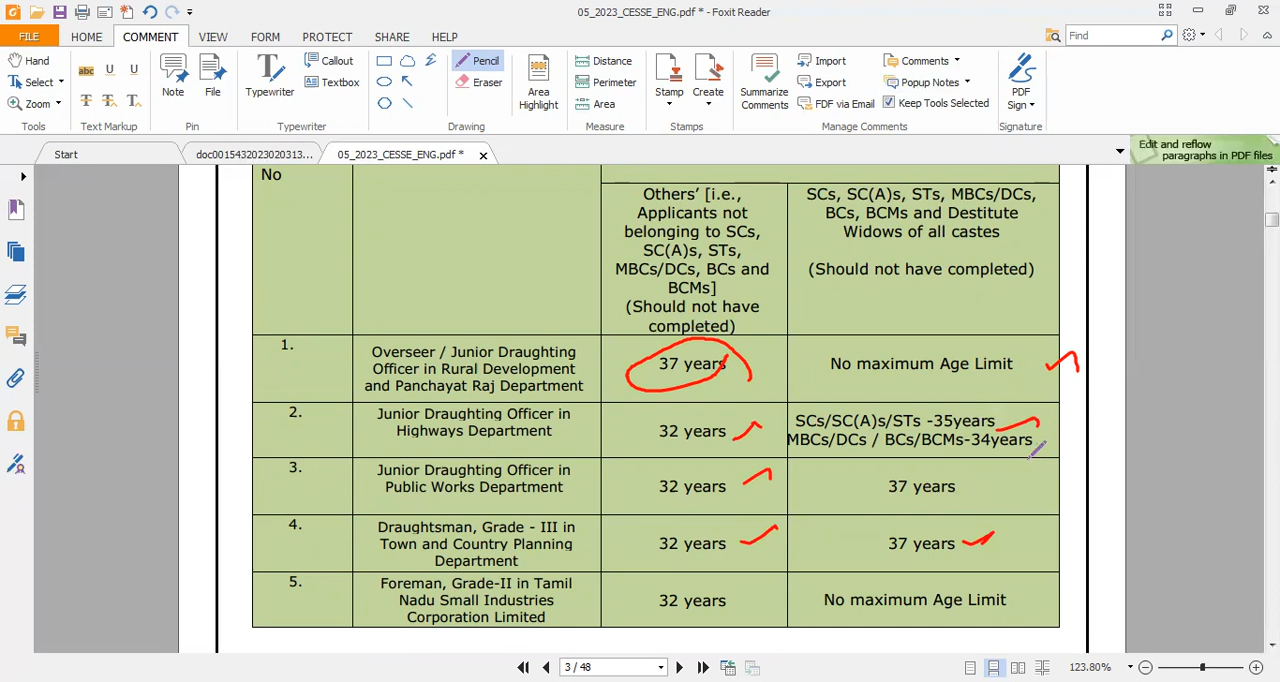 05_2023_CESSE_ENG.pdf * - Foxit Reader
FILE HOME COMMENT VIEW FORM PROTECT SHARE HELP
Find
Hand
Select
Zoom
Tools
abc U U
T T T
Text Markup
Note
File
Pin
Typewriter
Callout
Textbox
Typewriter
Pencil
Eraser
Drawing
Area
Highlight
Distance
Perimeter
Area
Measure
Stamp
Create
Stamps
Summarize
Comments
Import
Export
FDF via Email
Comments
Popup Notes
Keep Tools Selected
Manage Comments
PDF
Sign
Signature
Start
doc0015432023020313...
05_2023_CESSE_ENG.pdf *
Edit and reflow
paragraphs in PDF files
No
Others’ [i.e.,
Applicants not
belonging to SCs,
SC(A)s, STs,
MBCs/DCs, BCs and
BCMs]
(Should not have
completed)
SCs, SC(A)s, STs, MBCs/DCs,
BCs, BCMs and Destitute
Widows of all castes
(Should not have completed)
1.
Overseer / Junior Draughting
Officer in Rural Development
and Panchayat Raj Department
37 years
No maximum Age Limit
2.
Junior Draughting Officer in
Highways Department
32 years
SCs/SC(A)s/STs -35years
MBCs/DCs / BCs/BCMs-34years
3.
Junior Draughting Officer in
Public Works Department
32 years
37 years
4.
Draughtsman, Grade - III in
Town and Country Planning
Department
32 years
37 years
5.
Foreman, Grade-II in Tamil
Nadu Small Industries
Corporation Limited
32 years
No maximum Age Limit
3 / 48
123.80%